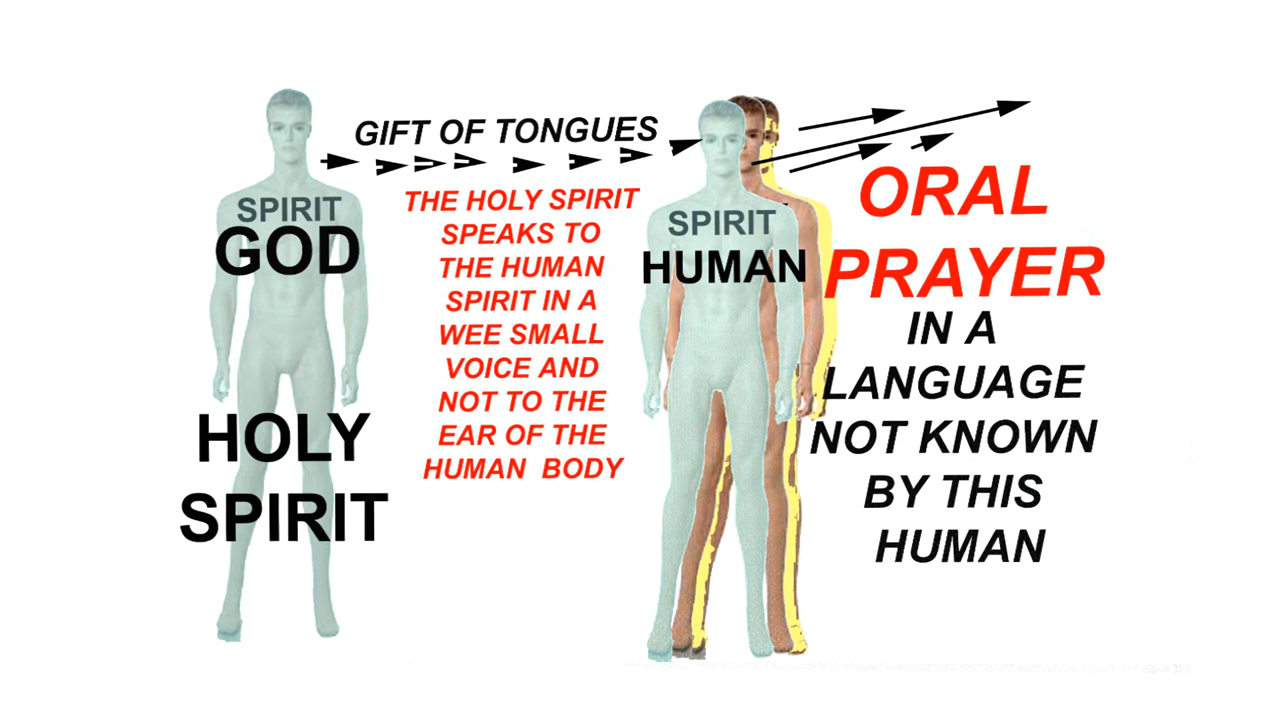 GIFT OF TONGUES
SPIRIT
GOD
HOLY
SPIRIT
THE HOLY SPIRIT
SPEAKS TO
THE HUMAN
SPIRIT IN A
WEE SMALL
VOICE AND
NOT TO THE
EAR OF THE
HUMAN BODY
SPIRIT
HUMAN
ORAL
PRAYER
IN A
LANGUAGE
NOT KNOWN
BY THIS
HUMAN